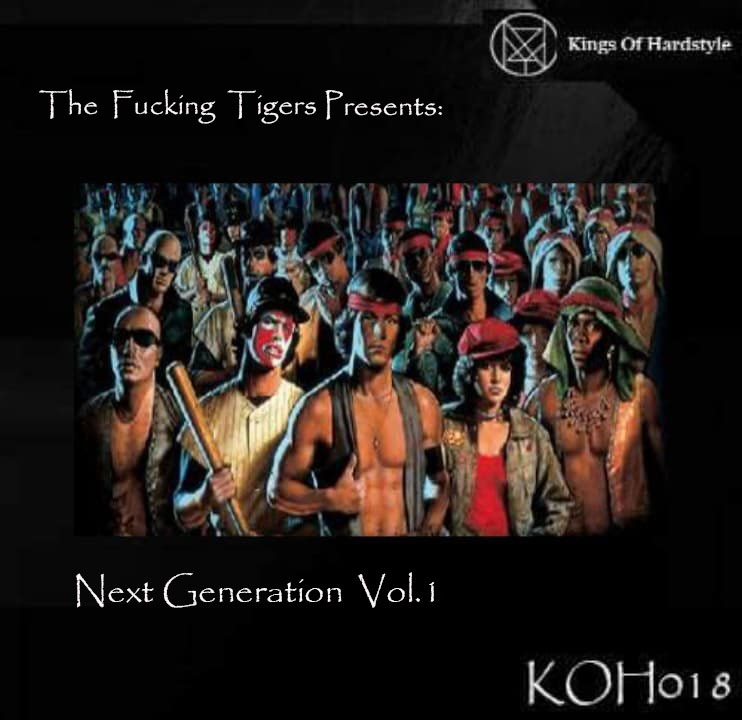 Kings Of Hardstyle
The Fucking Tigers Presents:
Next Generation Vol.1
KOH018